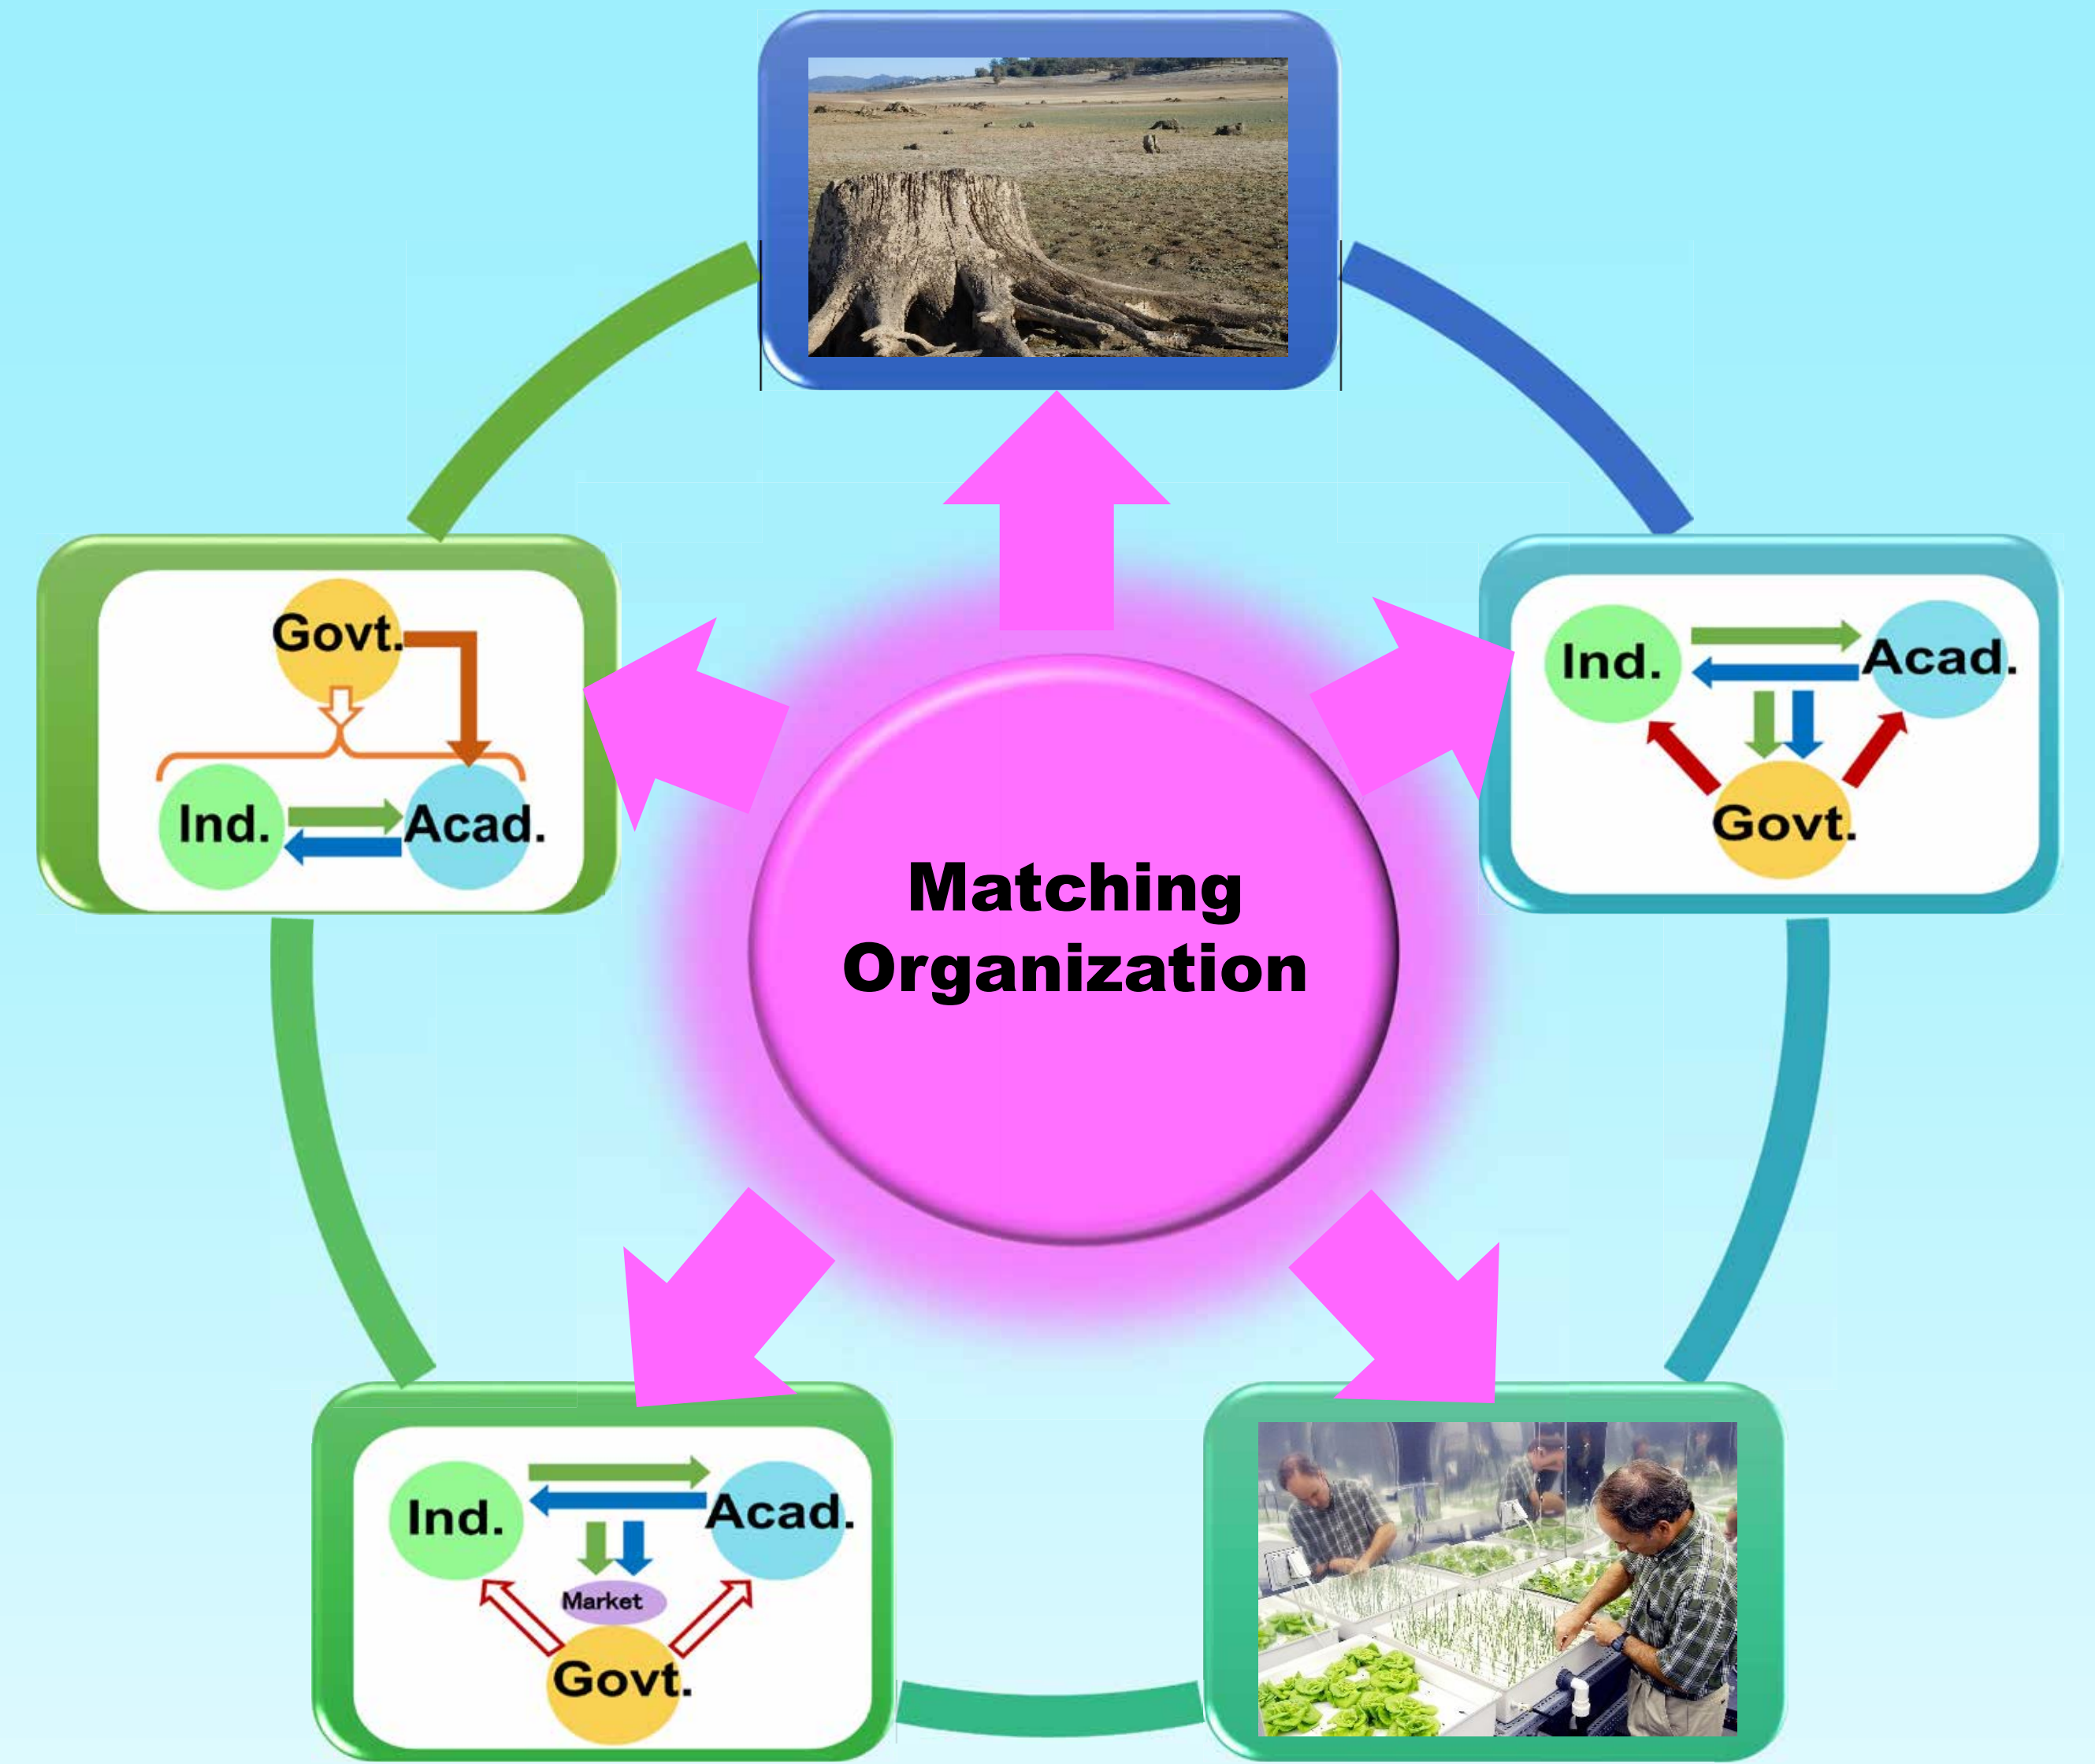 Govt.
Ind.
Acad.
Ind.
Acad.
Govt.
Matching
Organization
Ind.
Acad.
Market
Govt.